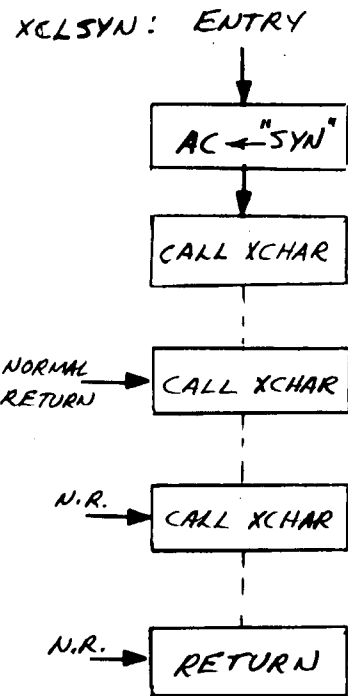 XCLSYN: ENTRY
AC ← "SYN"
CALL XCHAR
NORMAL
RETURN
CALL XCHAR
N.R.
CALL XCHAR
N.R.
RETURN